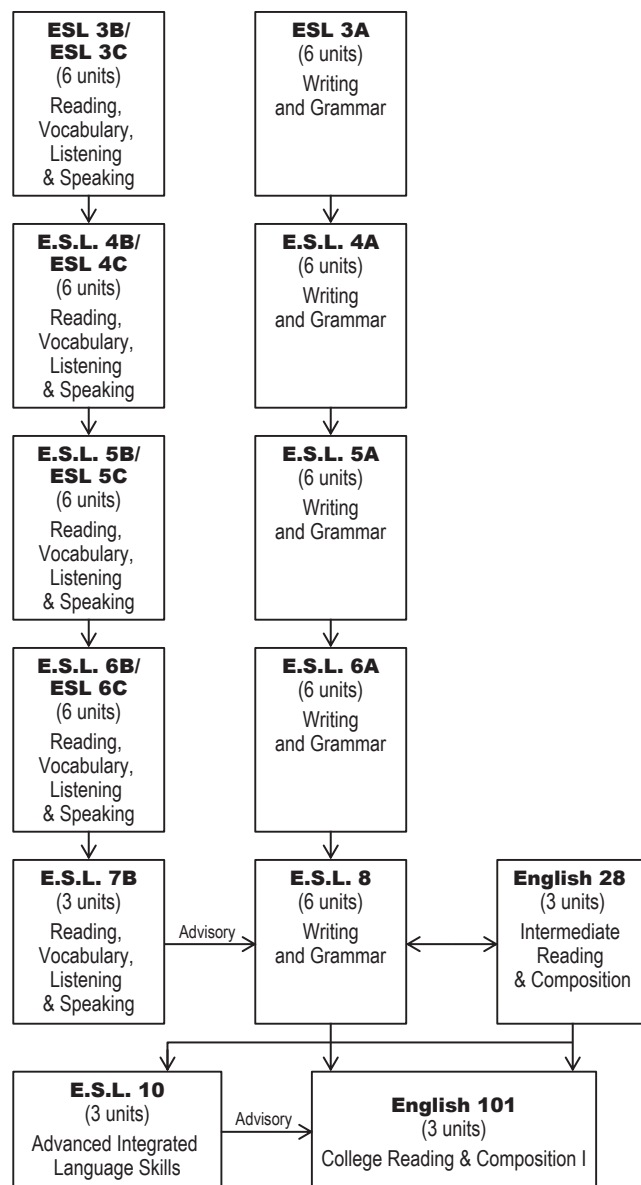 ESL 3B/
ESL 3C
(6 units)
Reading,
Vocabulary,
Listening
& Speaking
ESL 3A
(6 units)
Writing
and Grammar
E.S.L. 4B/
ESL 4C
(6 units)
Reading,
Vocabulary,
Listening
& Speaking
E.S.L. 4A
(6 units)
Writing
and Grammar
E.S.L. 5B/
ESL 5C
(6 units)
Reading,
Vocabulary,
Listening
& Speaking
E.S.L. 5A
(6 units)
Writing
and Grammar
E.S.L. 6B/
ESL 6C
(6 units)
Reading,
Vocabulary,
Listening
& Speaking
E.S.L. 6A
(6 units)
Writing
and Grammar
E.S.L. 7B
(3 units)
Reading,
Vocabulary,
Listening
& Speaking
Advisory
E.S.L. 8
(6 units)
Writing
and Grammar
English 28
(3 units)
Intermediate
Reading
& Composition
E.S.L. 10
(3 units)
Advanced Integrated
Language Skills
Advisory
English 101
(3 units)
College Reading & Composition I